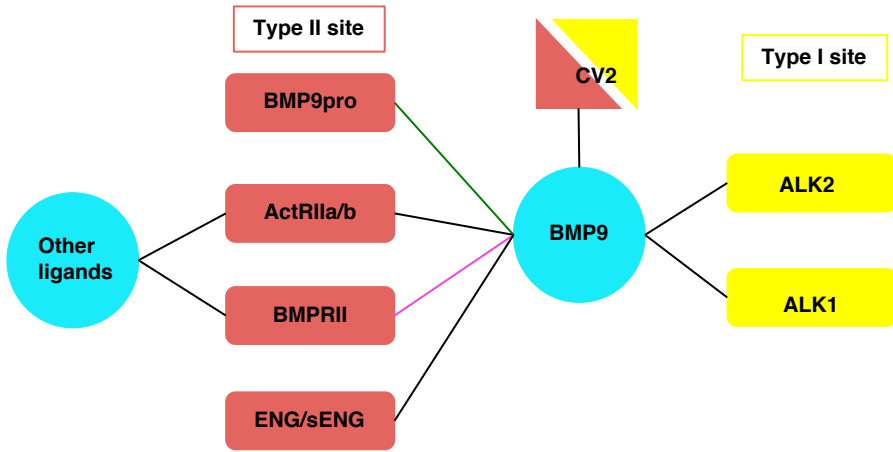 Type II site
CV2
Type I site
BMP9pro
ALK2
ActRIIa/b
BMP9
Other
ligands
BMPRII
ALK1
ENG/sENG